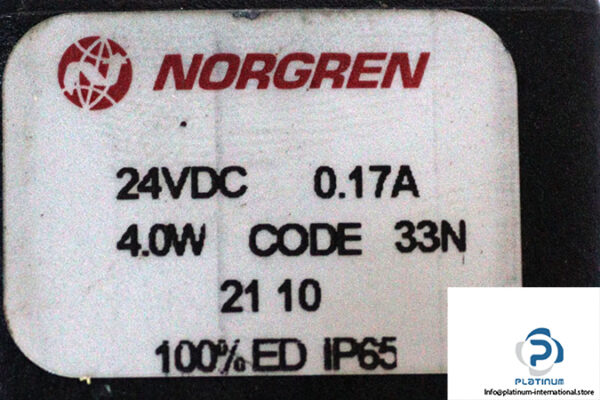 NORGREN
24VDC 0.17A
4.0W CODE 33N
21 10
100% ED IP65
PLATINUM
Info@platinum-international.store